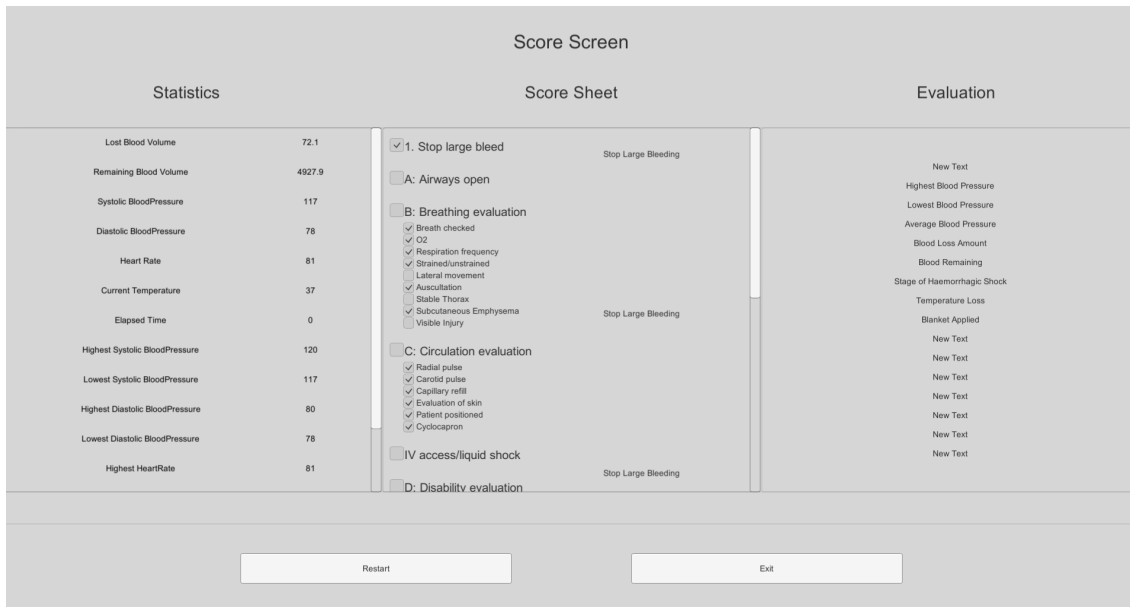 Score Screen
Statistics
Score Sheet
Evaluation
Lost Blood Volume 72.1
Remaining Blood Volume 4927.9
Systolic BloodPressure 117
Diastolic BloodPressure 78
Heart Rate 81
Current Temperature 37
Elapsed Time 0
Highest Systolic BloodPressure 120
Lowest Systolic BloodPressure 117
Highest Diastolic BloodPressure 80
Lowest Diastolic BloodPressure 78
Highest HeartRate 81
1. Stop large bleed
Stop Large Bleeding
A: Airways open
B: Breathing evaluation
Breath checked
O2
Respiration frequency
Strained/unstrained
Lateral movement
Auscultation
Stable Thorax
Subcutaneous Emphysema
Stop Large Bleeding
Visible Injury
C: Circulation evaluation
Radial pulse
Carotid pulse
Capillary refill
Evaluation of skin
Patient positioned
Cyclocapron
IV access/liquid shock
Stop Large Bleeding
D: Disability evaluation
New Text
Highest Blood Pressure
Lowest Blood Pressure
Average Blood Pressure
Blood Loss Amount
Blood Remaining
Stage of Haemorrhagic Shock
Temperature Loss
Blanket Applied
New Text
New Text
New Text
New Text
New Text
New Text
New Text
Restart
Exit